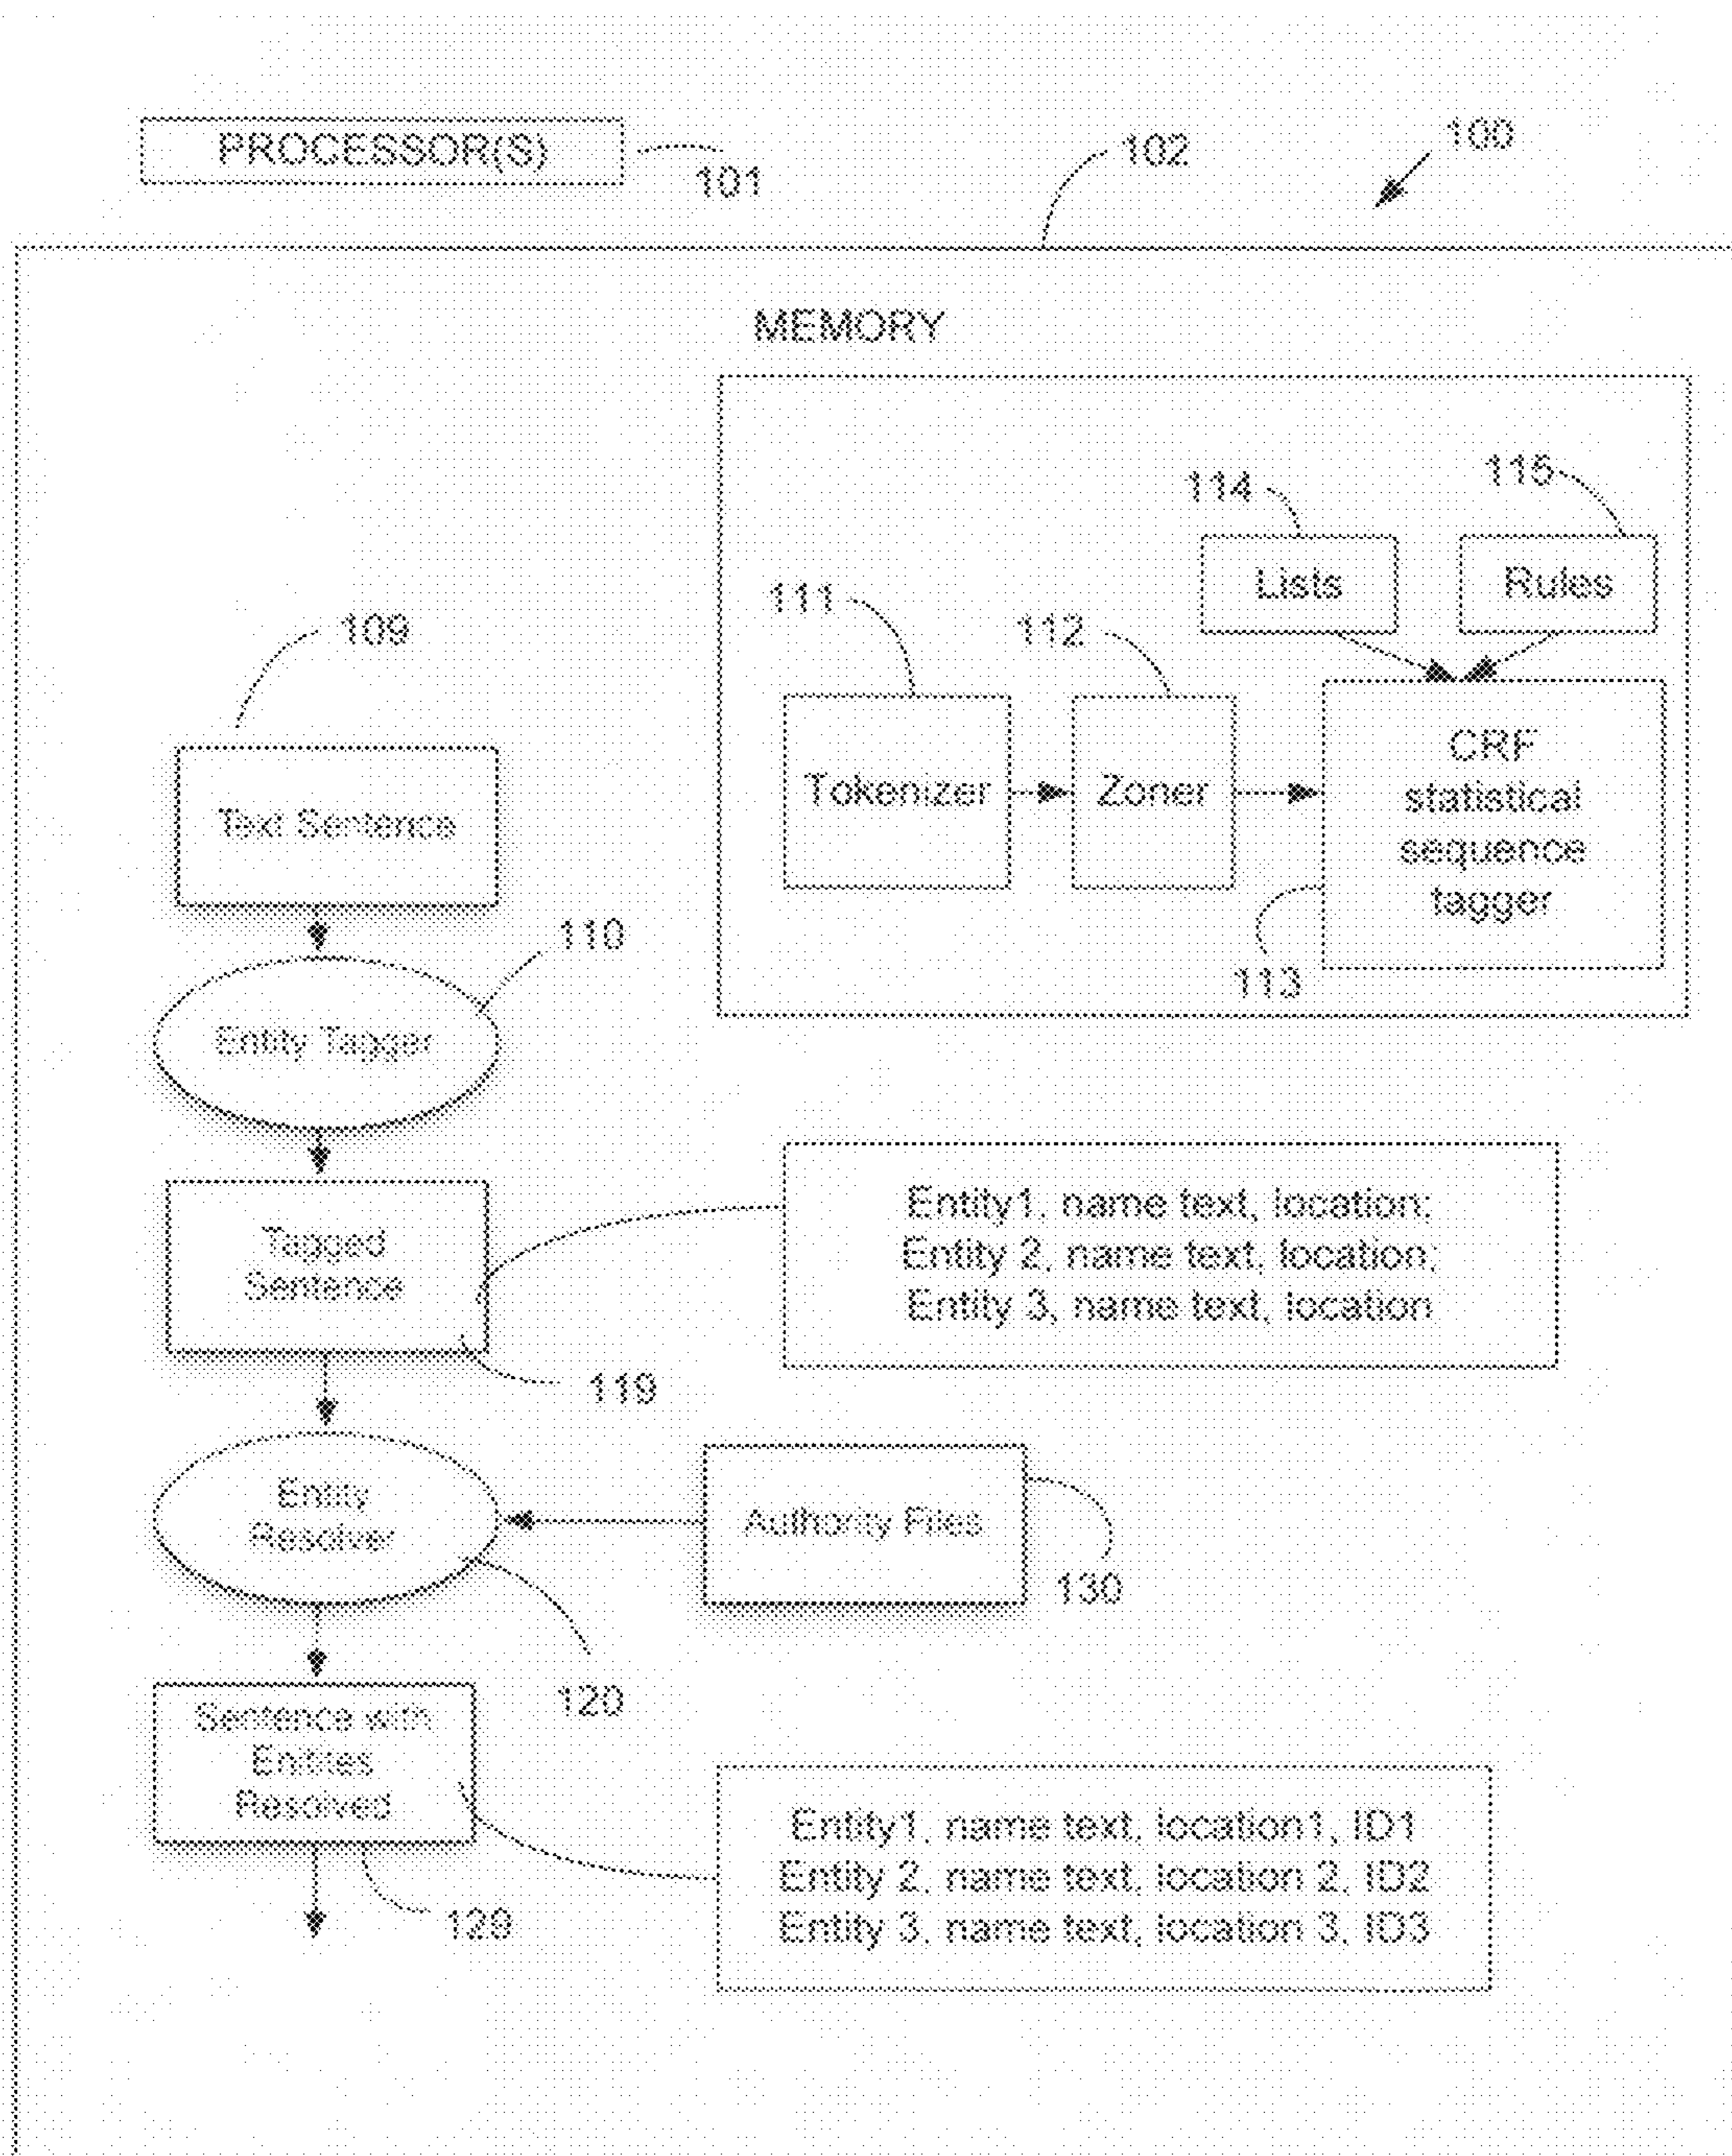 PROCESSOR(S)
101
102
100
MEMORY
114
115
Lists
Rules
111
112
109
Tokenizer
Zoner
CRF
statistical
sequence
tagger
113
Text Sentence
110
Entity Tagger
Tagged
Sentence
119
Entity1, name text, location;
Entity 2, name text, location;
Entity 3, name text, location
Entity
Resolver
120
Authority Files
130
Sentence with
Entities
Resolved
129
Entity1, name text, location1, ID1
Entity 2, name text, location 2, ID2
Entity 3, name text, location 3, ID3